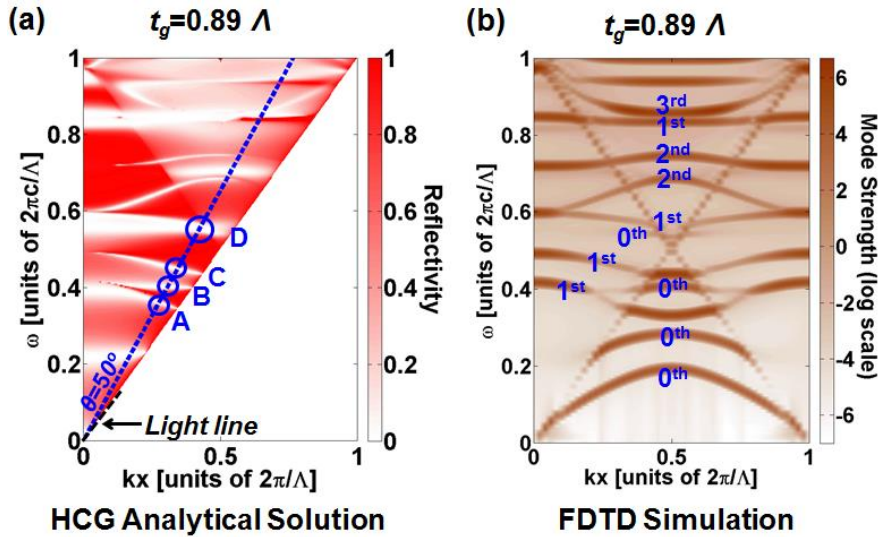 (a)
t_g=0.89 Λ
ω [units of 2πc/Λ]
1
0.8
0.6
0.4
0.2
0
0
0.5
1
kx [units of 2π/Λ]
D
C
B
A
θ=50°
Light line
1
0.8
0.6
0.4
0.2
0
Reflectivity
HCG Analytical Solution
(b)
t_g=0.89 Λ
ω [units of 2πc/Λ]
1
0.8
0.6
0.4
0.2
0
0
0.5
1
kx [units of 2π/Λ]
3rd
1st
2nd
2nd
1st
0th
1st
1st
0th
0th
0th
6
4
2
0
-2
-4
-6
Mode Strength (log scale)
FDTD Simulation